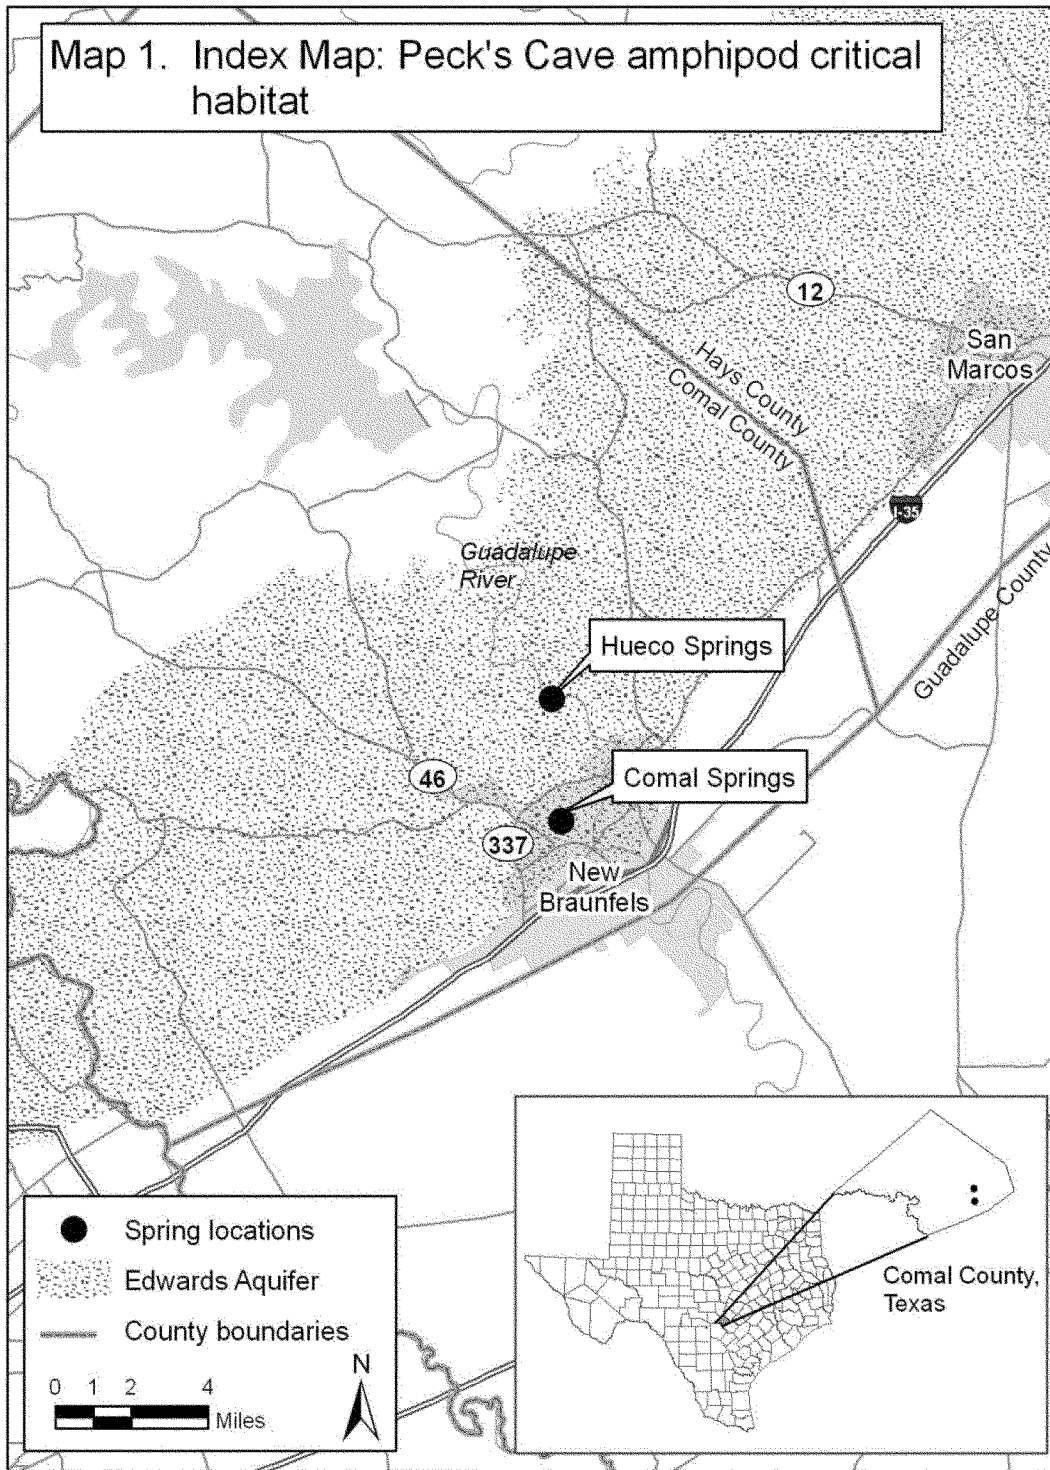 Map 1. Index Map: Peck's Cave amphipod critical
habitat
12
San
Marcos
Hays County
Comal County
I-35
Guadalupe
River
Guadalupe County
Hueco Springs
46
Comal Springs
337
New
Braunfels
Spring locations
Edwards Aquifer
County boundaries
0 1 2 4
Miles
N
Comal County,
Texas